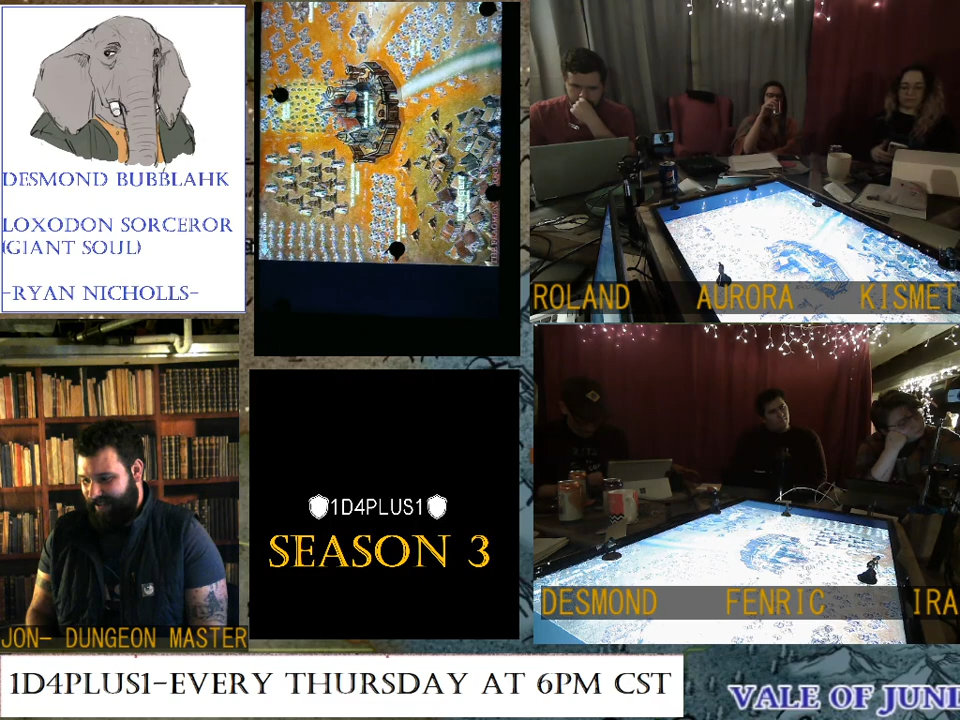 DESMOND BUBBLAHK
LOXODON SORCEROR
(GIANT SOUL)
-RYAN NICHOLLS-
ROLAND AURORA KISMET
JON- DUNGEON MASTER
1D4PLUS1
SEASON 3
DESMOND FENRIC IRA
1D4PLUS1-EVERY THURSDAY AT 6PM CST
VALE OF JUNI